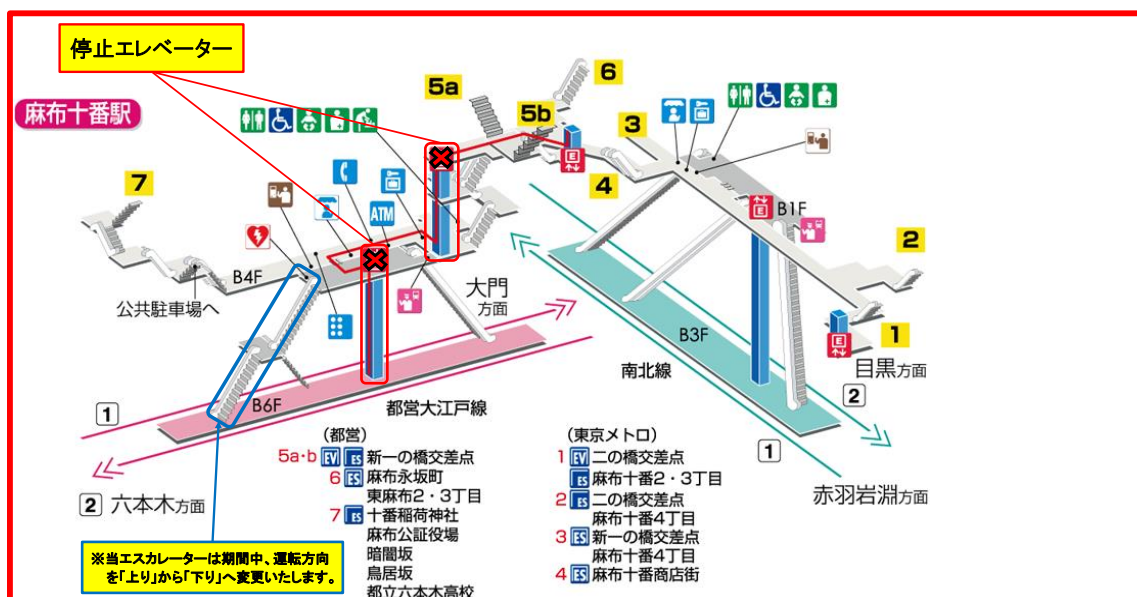 停止エレベーター
麻布十番駅
5a
6
5b
3
4
7
ATM
B4F
公共駐車場へ
大門
方面
E
B1F
E
2
1
E
B3F
目黒方面
南北線
2
1
B6F
都営大江戸線
1
2 六本木方面
赤羽岩淵方面
※当エスカレーターは期間中、運転方向
を「上り」から「下り」へ変更いたします。
(都営)
5a・b EV ES 新一の橋交差点
6 ES 麻布永坂町
東麻布2・3丁目
7 ES 十番稲荷神社
麻布公証役場
暗闇坂
鳥居坂
都立六本木高校
(東京メトロ)
1 EV 二の橋交差点
ES 麻布十番2・3丁目
2 ES 二の橋交差点
麻布十番4丁目
3 ES 新一の橋交差点
麻布十番4丁目
4 ES 麻布十番商店街